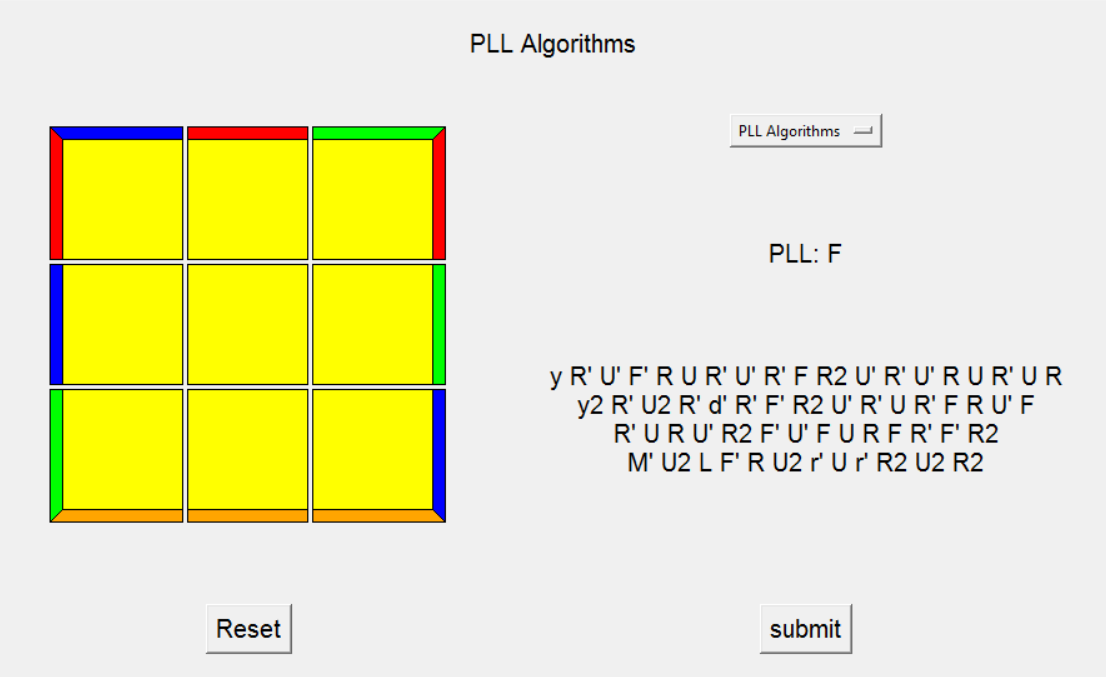 PLL Algorithms
PLL Algorithms
PLL: F
y R' U' F' R U R' U' R' F R2 U' R' U' R U R' U R
y2 R' U2 R' d' R' F' R2 U' R' U R' F R U' F
R' U R U' R2 F' U' F U R F R' F' R2
M' U2 L F' R U2 r' U r' R2 U2 R2
Reset
submit